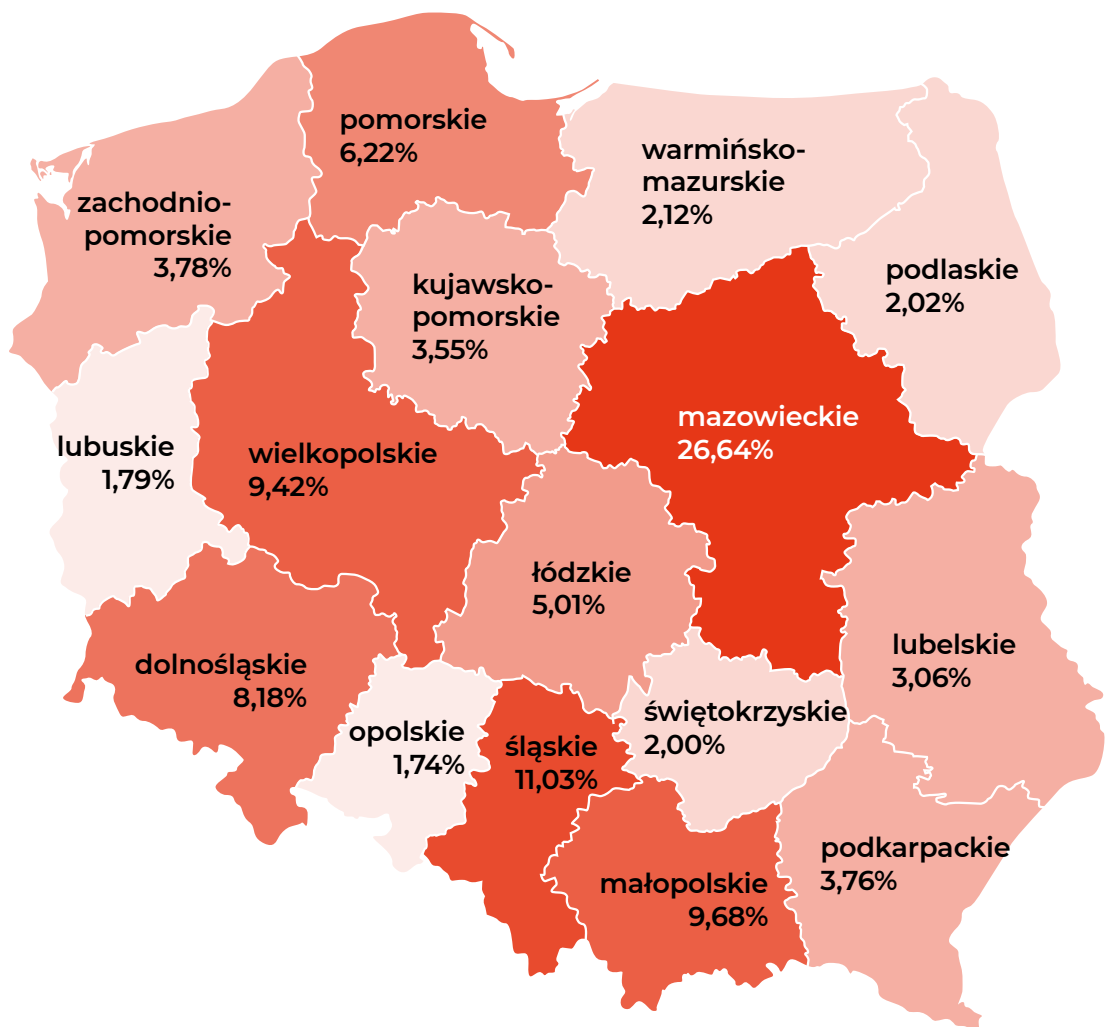 pomorskie
6,22%
warmińsko-
mazurskie
2,12%
zachodnio-
pomorskie
3,78%
kujawsko-
pomorskie
3,55%
podlaskie
2,02%
lubuskie
1,79%
wielkopolskie
9,42%
mazowieckie
26,64%
łódzkie
5,01%
dolnośląskie
8,18%
lubelskie
3,06%
opolskie
1,74%
śląskie
11,03%
świętokrzyskie
2,00%
małopolskie
9,68%
podkarpackie
3,76%